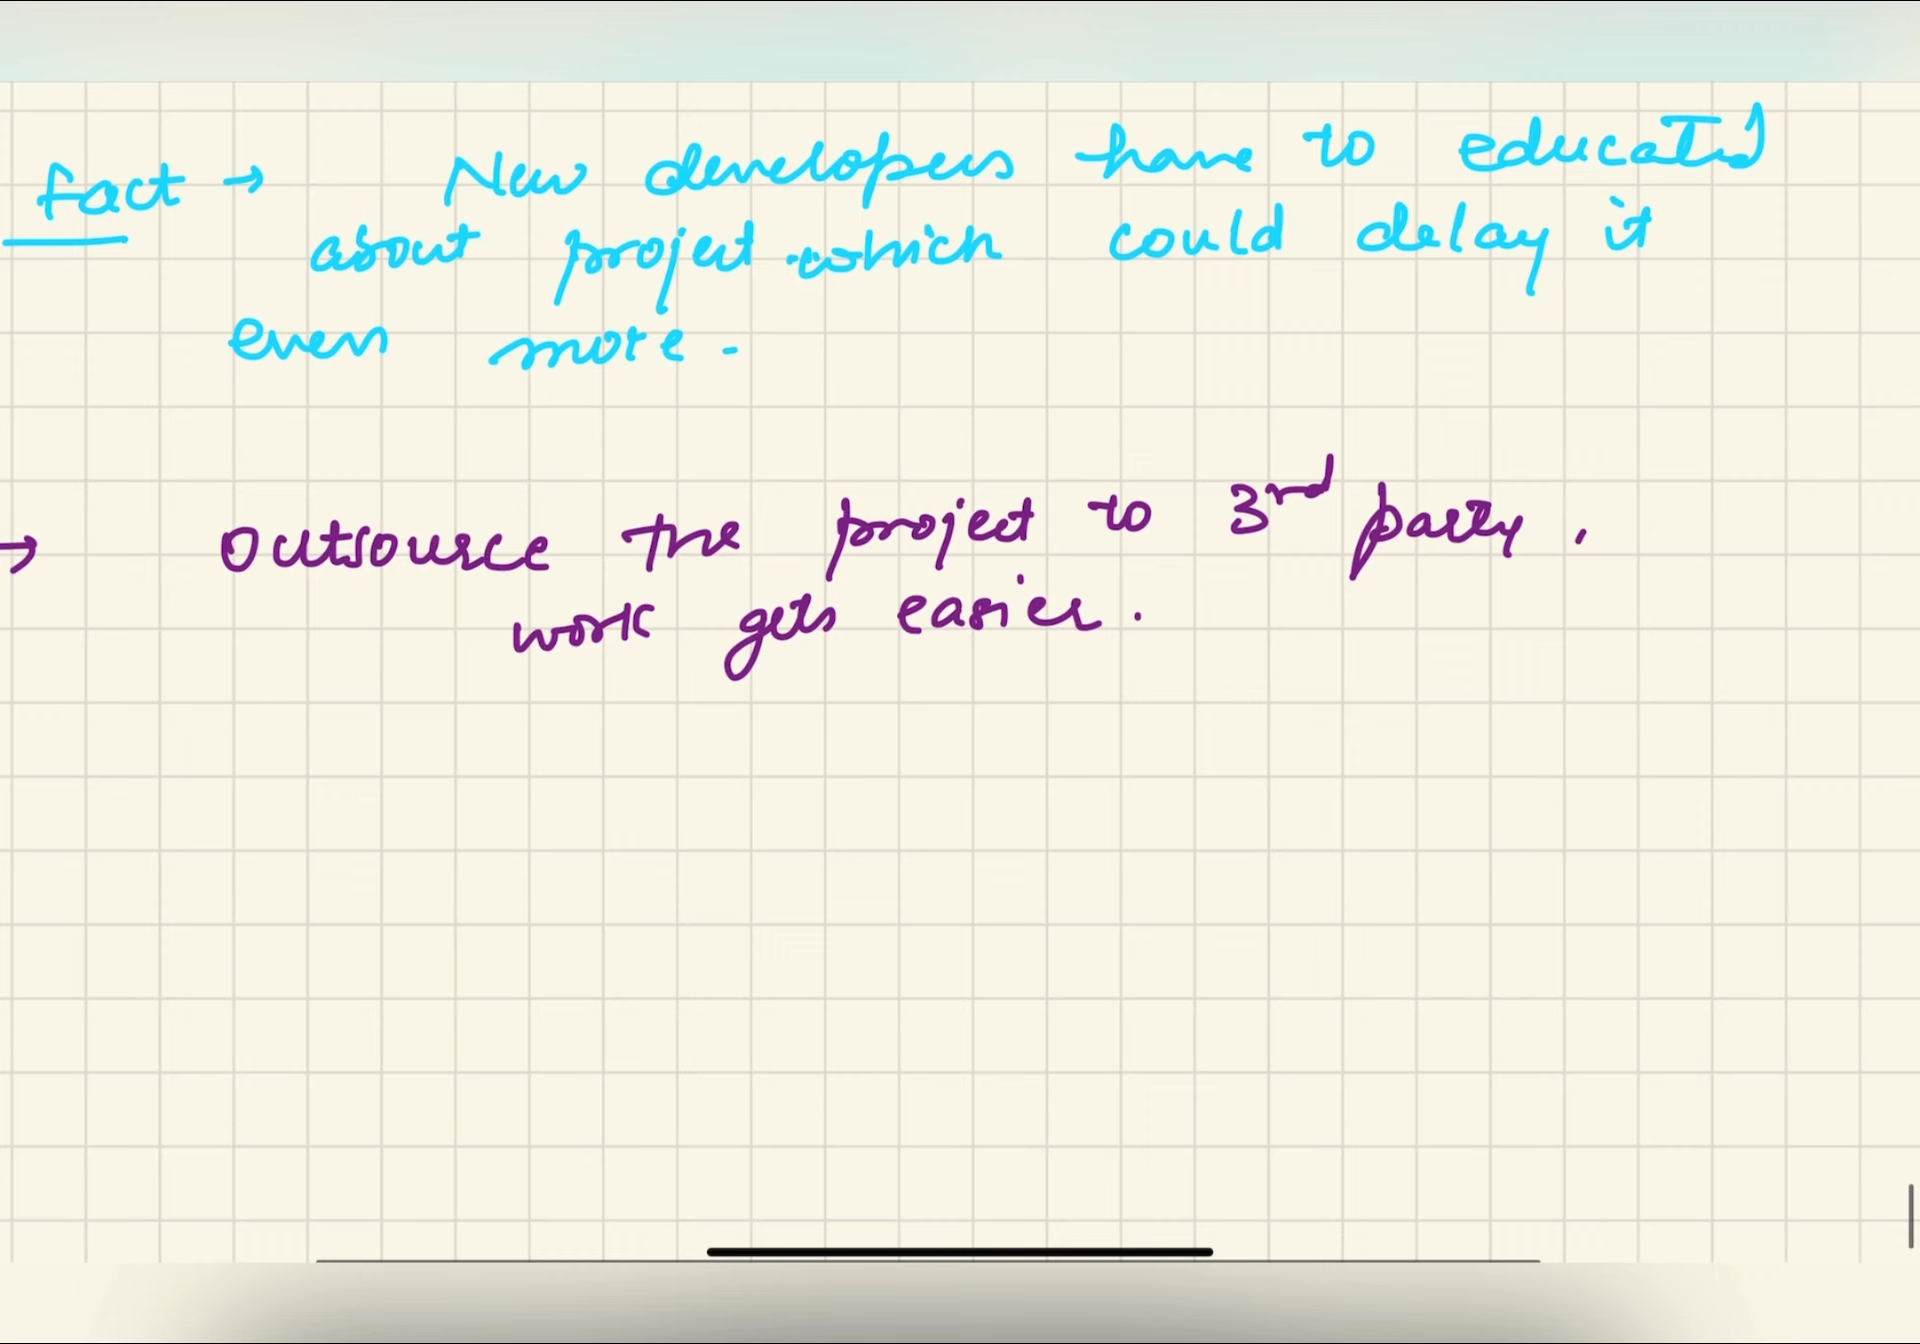 fact → New developers have to educated
about project which could delay it
even more.
→ Outsource the project to 3rd party,
work gets easier.